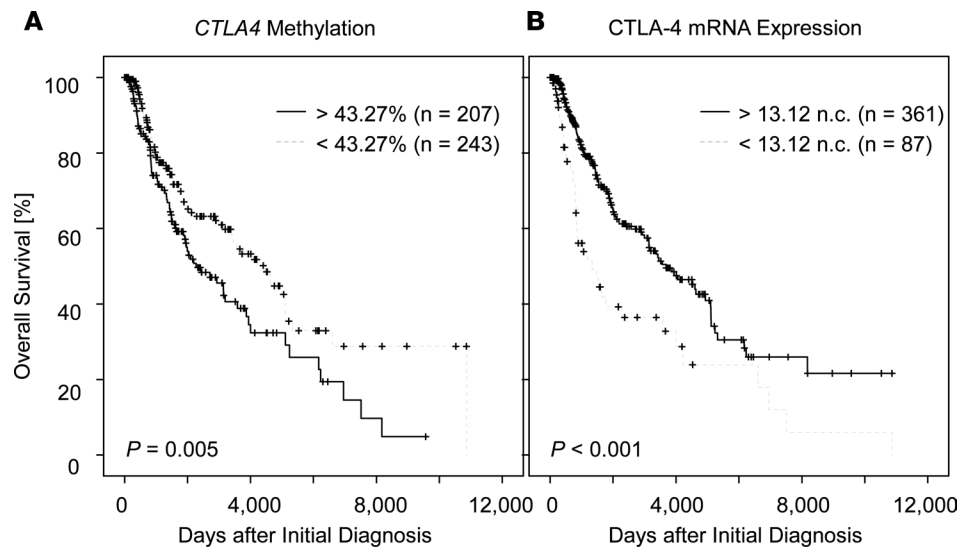 A
CTLA4 Methylation
B
CTLA-4 mRNA Expression
> 43.27% (n = 207)
< 43.27% (n = 243)
> 13.12 n.c. (n = 361)
< 13.12 n.c. (n = 87)
Overall Survival [%]
100
80
60
40
20
0
P = 0.005
P < 0.001
0
4,000
8,000
12,000
0
4,000
8,000
12,000
Days after Initial Diagnosis
Days after Initial Diagnosis